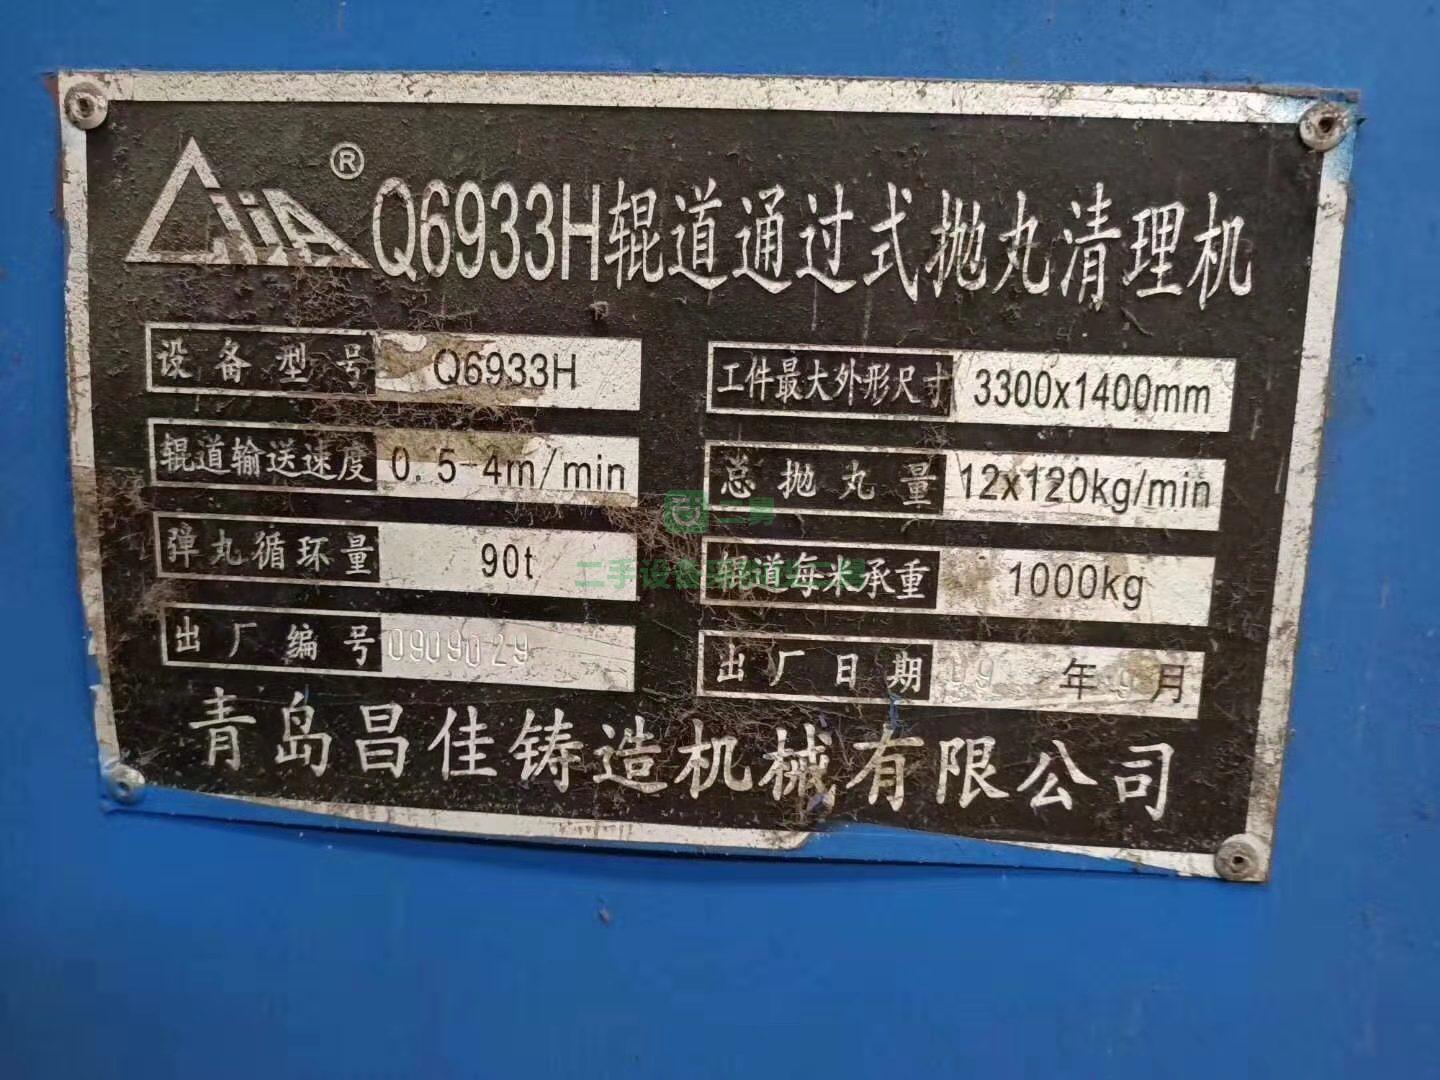 CJJA® Q6933H辊道通过式抛丸清理机
设备型号 Q6933H 工件最大外形尺寸 3300x1400mm
辊道输送速度 0.5-4m/min 总抛丸量 12x120kg/min
弹丸循环量 90t 辊道每米承重 1000kg
出厂编号 0909029 出厂日期 09年9月
青岛昌佳铸造机械有限公司